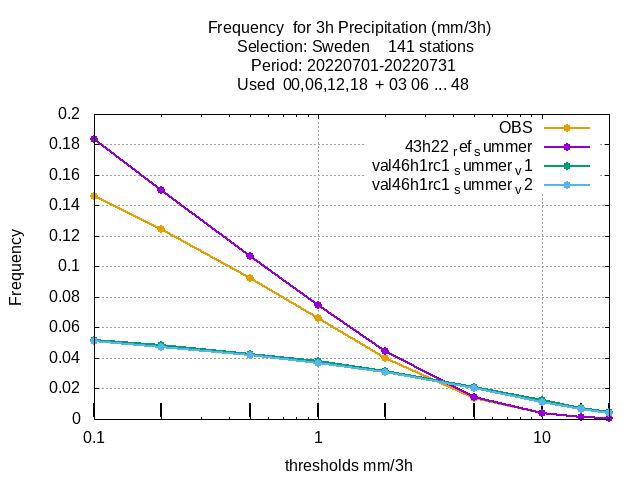 Frequency  for 3h Precipitation (mm/3h)
Selection: Sweden    141 stations
Period: 20220701-20220731
Used  00,06,12,18  + 03 06 ... 48
0.2
0.18
0.16
0.14
0.12
0.1
0.08
0.06
0.04
0.02
0
Frequency
OBS
43h22 ref summer
val46h1rc1 summer v1
val46h1rc1 summer v2
0.1
1
10
thresholds mm/3h